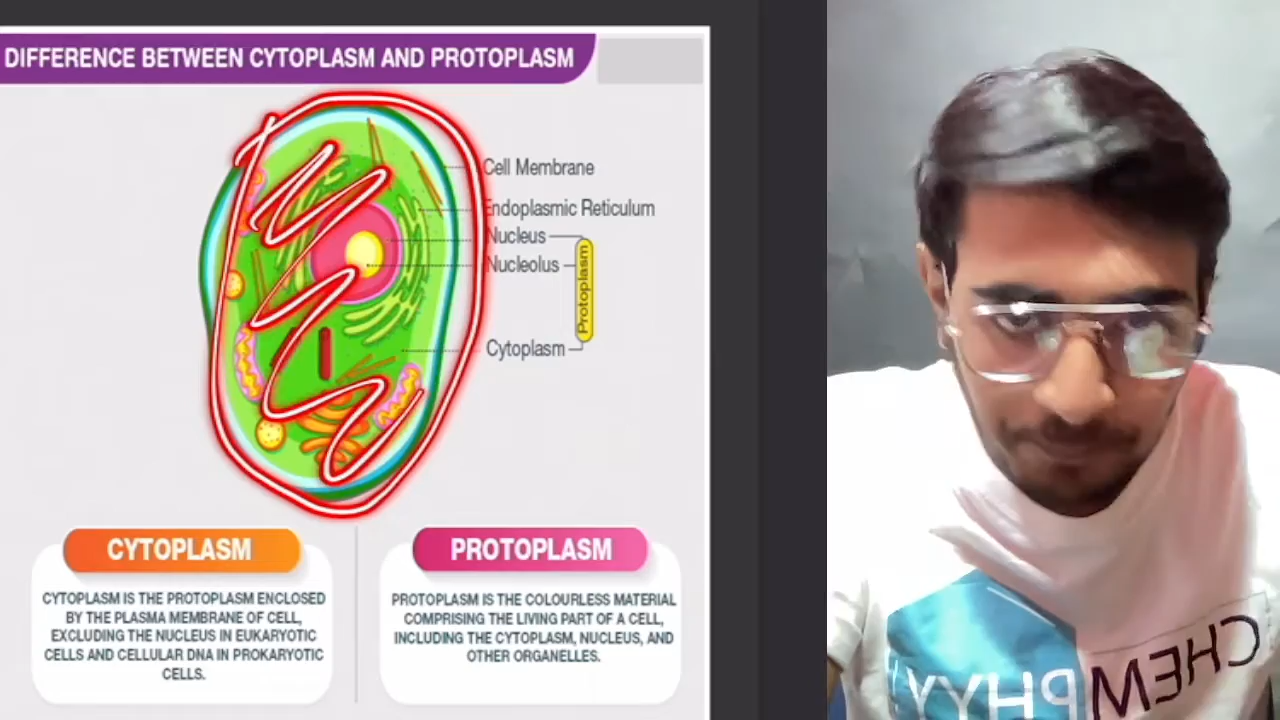 DIFFERENCE BETWEEN CYTOPLASM AND PROTOPLASM
Cell Membrane
Endoplasmic Reticulum
Nucleus
Nucleolus
Protoplasm
Cytoplasm
CYTOPLASM
CYTOPLASM IS THE PROTOPLASM ENCLOSED
BY THE PLASMA MEMBRANE OF CELL,
EXCLUDING THE NUCLEUS IN EUKARYOTIC
CELLS AND CELLULAR DNA IN PROKARYOTIC
CELLS.
PROTOPLASM
PROTOPLASM IS THE COLOURLESS MATERIAL
COMPRISING THE LIVING PART OF A CELL,
INCLUDING THE CYTOPLASM, NUCLEUS, AND
OTHER ORGANELLES.
CHEM